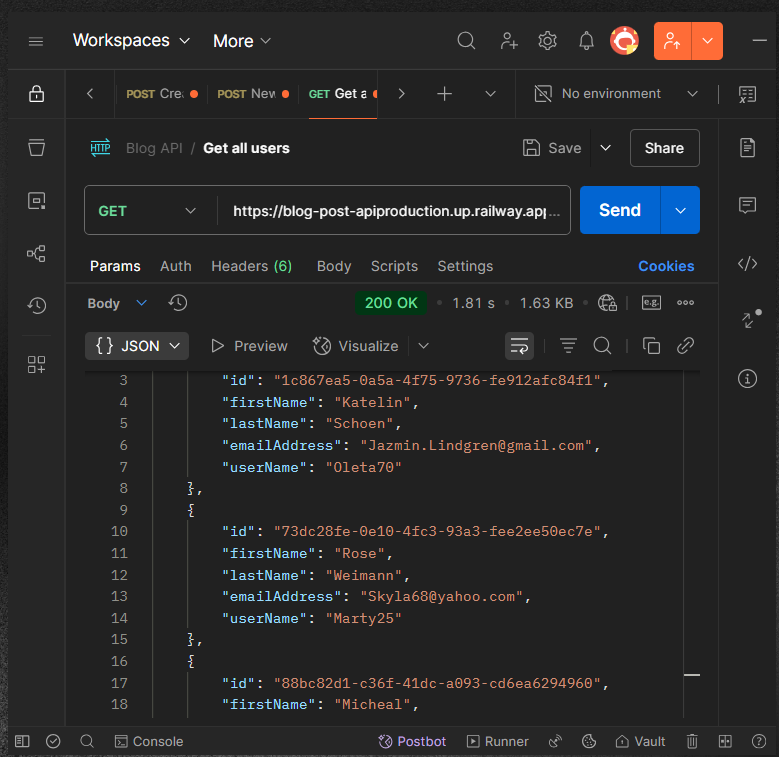 Workspaces More
POST Crea POST New GET Get a No environment
HTTP Blog API / Get all users Save Share
GET https://blog-post-apiproduction.up.railway.app... Send
Params Auth Headers (6) Body Scripts Settings Cookies
Body 200 OK • 1.81 s • 1.63 KB • e.g.
{} JSON Preview Visualize
3 "id": "1c867ea5-0a5a-4f75-9736-fe912afc84f1",
4 "firstName": "Katelin",
5 "lastName": "Schoen",
6 "emailAddress": "Jazmin.Lindgren@gmail.com",
7 "userName": "Oleta70"
8 },
9 {
10 "id": "73dc28fe-0e10-4fc3-93a3-fee2ee50ec7e",
11 "firstName": "Rose",
12 "lastName": "Weimann",
13 "emailAddress": "Skyla68@yahoo.com",
14 "userName": "Marty25"
15 },
16 {
17 "id": "88bc82d1-c36f-41dc-a093-cd6ea6294960",
18 "firstName": "Micheal",
Console Postbot Runner Vault